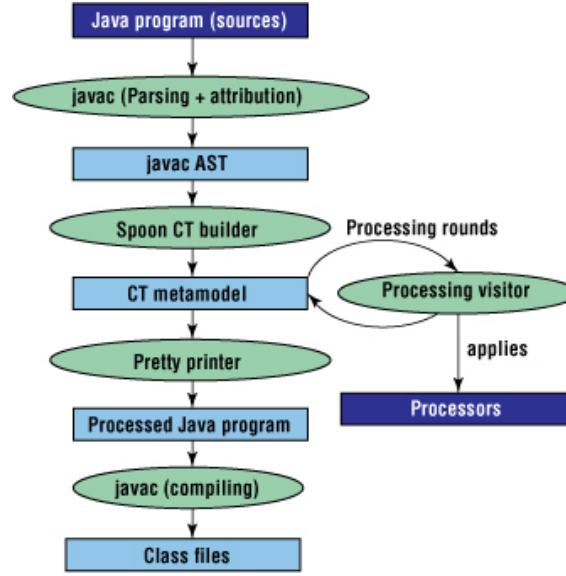 Java program (sources)
javac (Parsing + attribution)
javac AST
Spoon CT builder
Processing rounds
CT metamodel
Processing visitor
Pretty printer
applies
Processed Java program
Processors
javac (compiling)
Class files